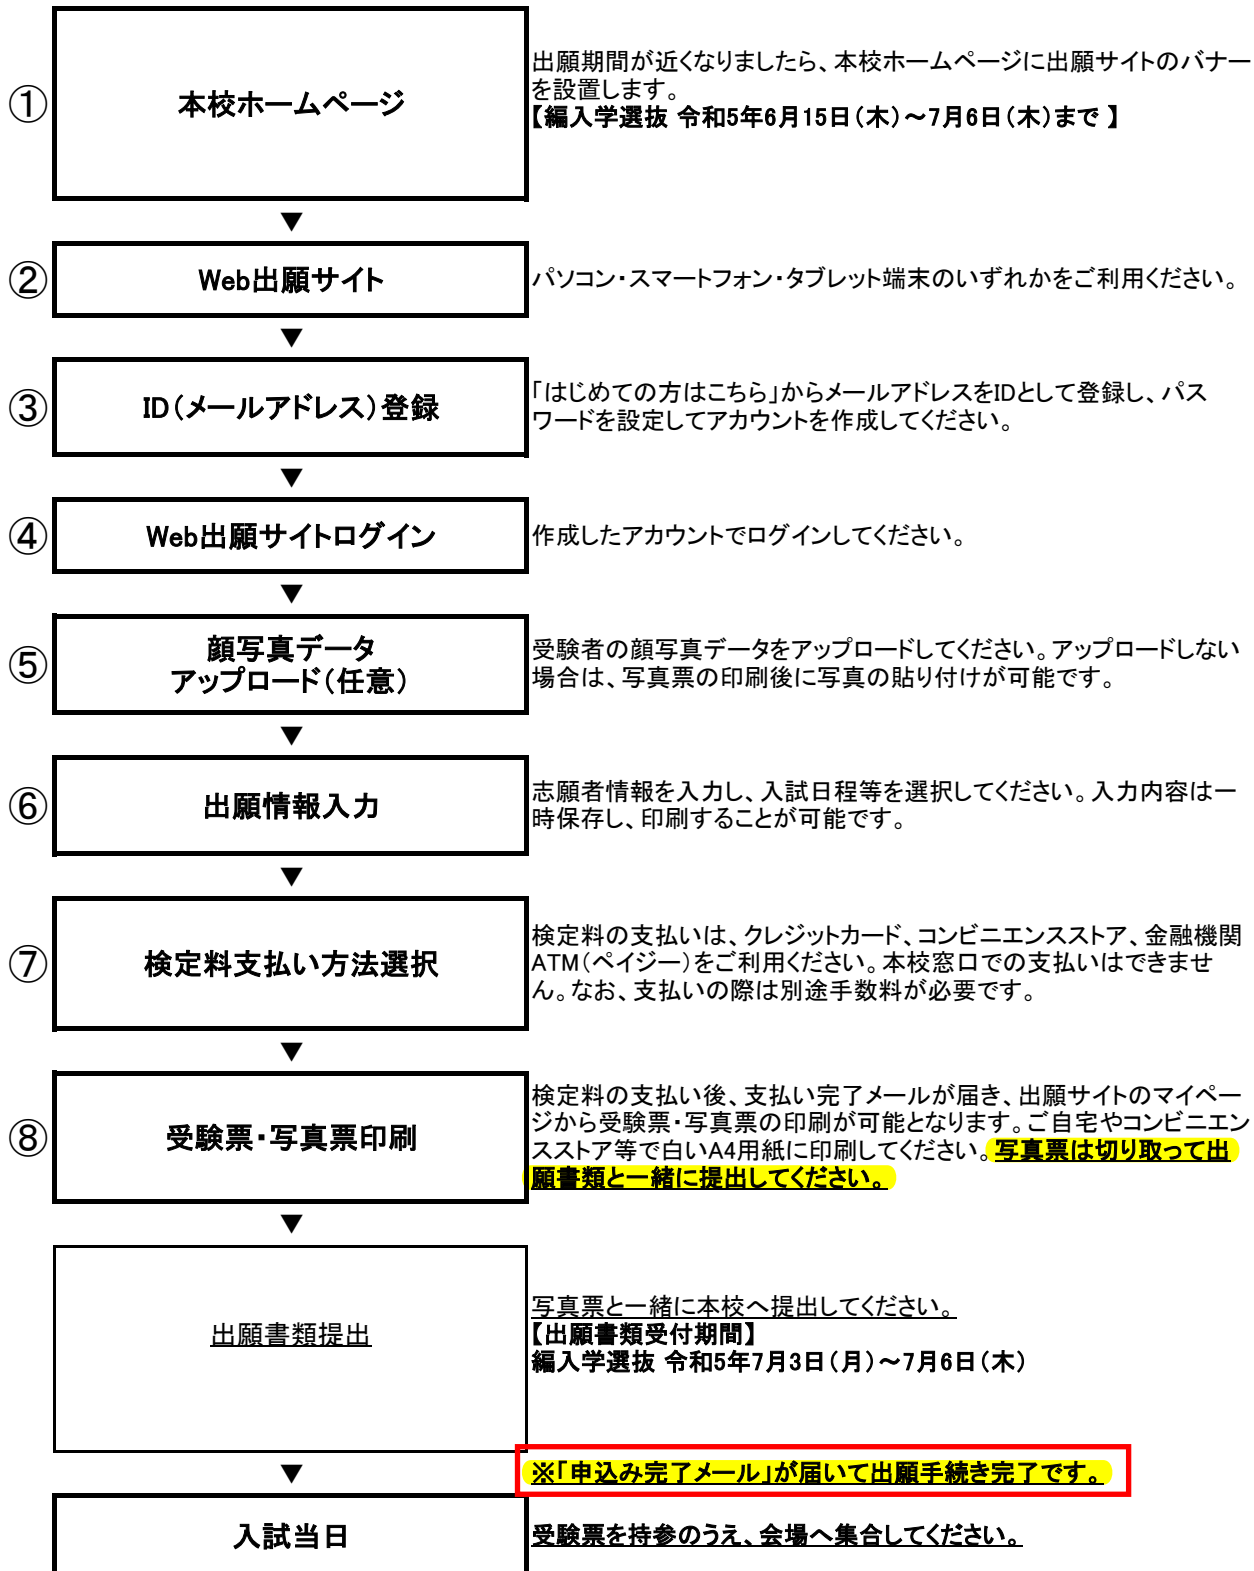 ①
本校ホームページ
出願期間が近くなりましたら、本校ホームページに出願サイトのバナー
を設置します。
【編入学選抜 令和5年6月15日（木）～7月6日（木）まで 】
▼
②
Web出願サイト
パソコン・スマートフォン・タブレット端末のいずれかをご利用ください。
▼
③
ID（メールアドレス）登録
「はじめての方はこちら」からメールアドレスをIDとして登録し、パス
ワードを設定してアカウントを作成してください。
▼
④
Web出願サイトログイン
作成したアカウントでログインしてください。
▼
⑤
顔写真データ
アップロード（任意）
受験者の顔写真データをアップロードしてください。アップロードしない
場合は、写真票の印刷後に写真の貼り付けが可能です。
▼
⑥
出願情報入力
志願者情報を入力し、入試日程等を選択してください。入力内容は一
時保存し、印刷することが可能です。
▼
⑦
検定料支払い方法選択
検定料の支払いは、クレジットカード、コンビニエンスストア、金融機関
ATM（ペイジー）をご利用ください。本校窓口での支払いはできませ
ん。なお、支払いの際は別途手数料が必要です。
▼
⑧
受験票・写真票印刷
検定料の支払い後、支払い完了メールが届き、出願サイトのマイペー
ジから受験票・写真票の印刷が可能となります。ご自宅やコンビニエン
スストア等で白いA4用紙に印刷してください。写真票は切り取って出
願書類と一緒に提出してください。
▼
出願書類提出
写真票と一緒に本校へ提出してください。
【出願書類受付期間】
編入学選抜 令和5年7月3日（月）～7月6日（木）
▼
※「申込み完了メール」が届いて出願手続き完了です。
入試当日
受験票を持参のうえ、会場へ集合してください。